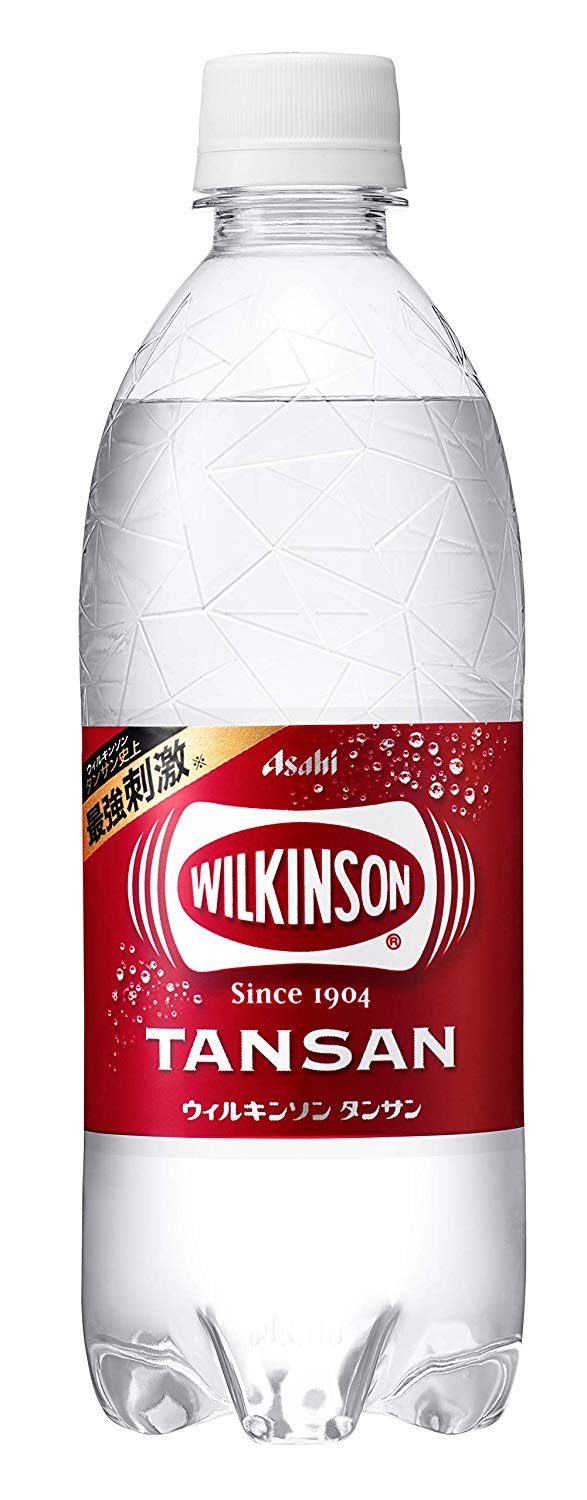 ウィルキンソン
タンサン史上
最強刺激※
Asahi
WILKINSON
®
Since 1904
TANSAN
ウィルキンソン タンサン
Asahi